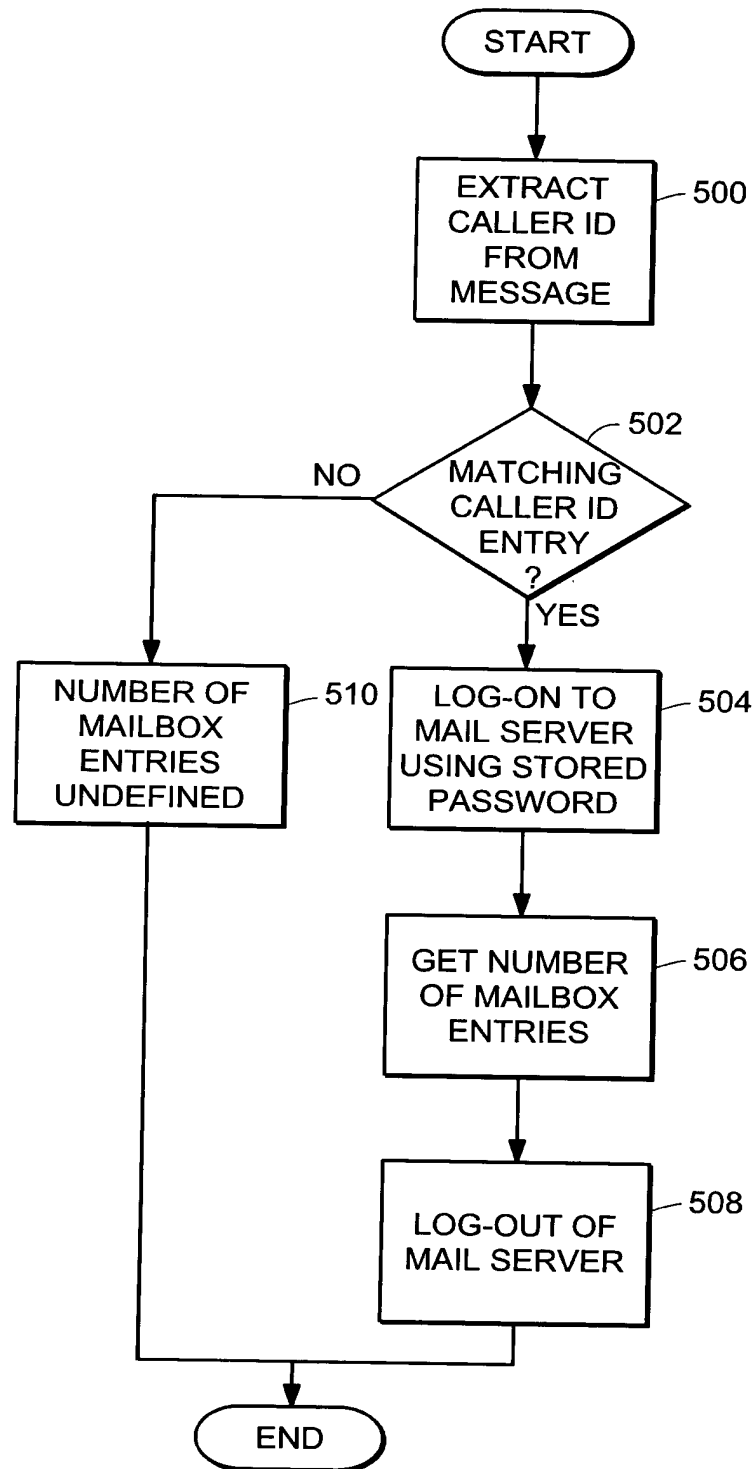 START
EXTRACT
CALLER ID
FROM
MESSAGE
500
502
MATCHING
CALLER ID
ENTRY
?
NO
YES
NUMBER OF
MAILBOX
ENTRIES
UNDEFINED
510
LOG-ON TO
MAIL SERVER
USING STORED
PASSWORD
504
GET NUMBER
OF MAILBOX
ENTRIES
506
LOG-OUT OF
MAIL SERVER
508
END